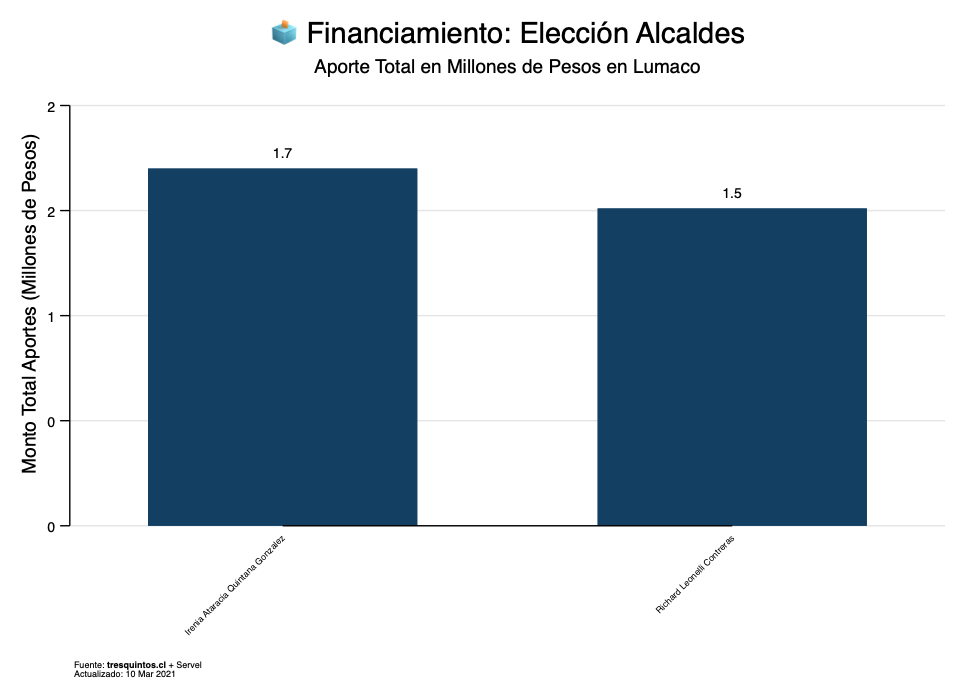 Financiamiento: Elección Alcaldes
Aporte Total en Millones de Pesos en Lumaco
Monto Total Aportes (Millones de Pesos)
2
2
1
0
0
1.7
1.5
Irenia Ataracia Quintana Gonzalez
Richard Leonelli Contreras
Fuente: tresquintos.cl + Servel
Actualizado: 10 Mar 2021